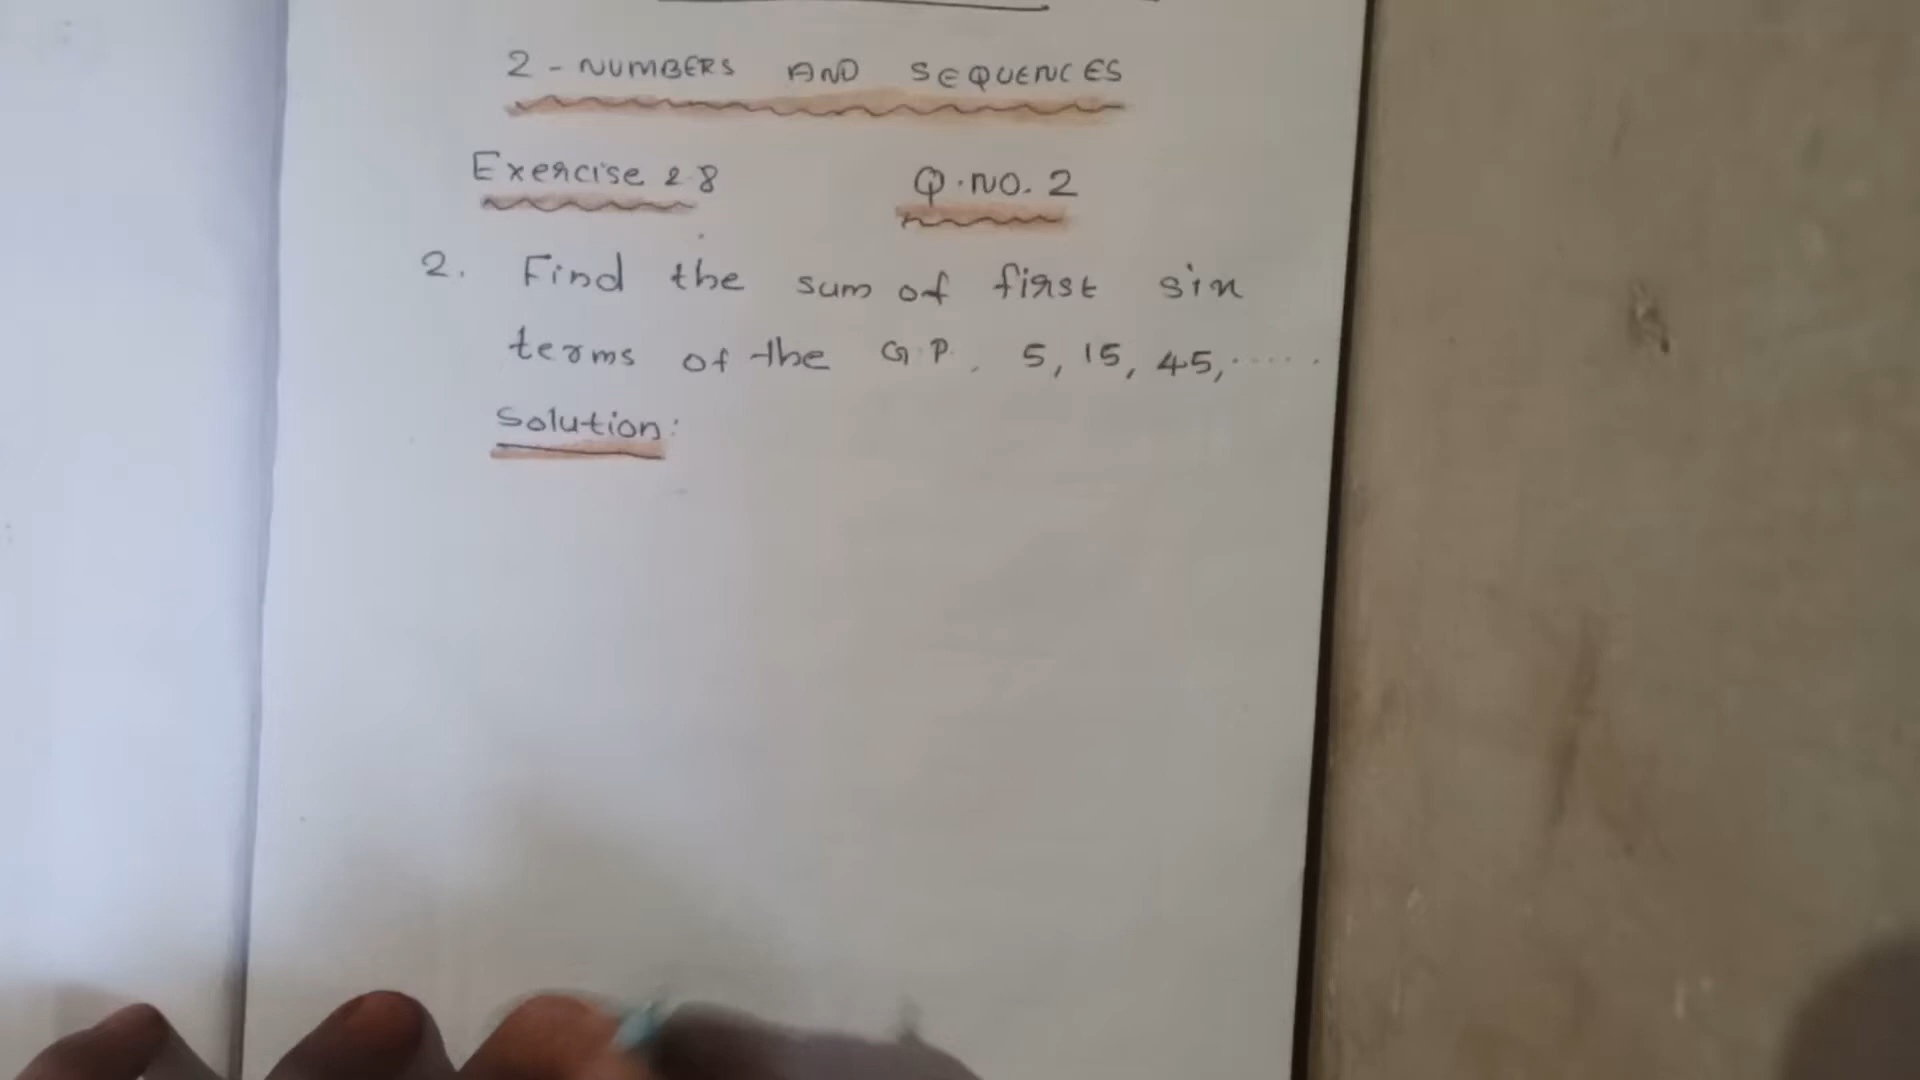 2 - NUMBERS AND SEQUENCES
Exercise 2.8 Q.NO. 2
2. Find the sum of first six
terms of the G.P. 5, 15, 45, .....
Solution: